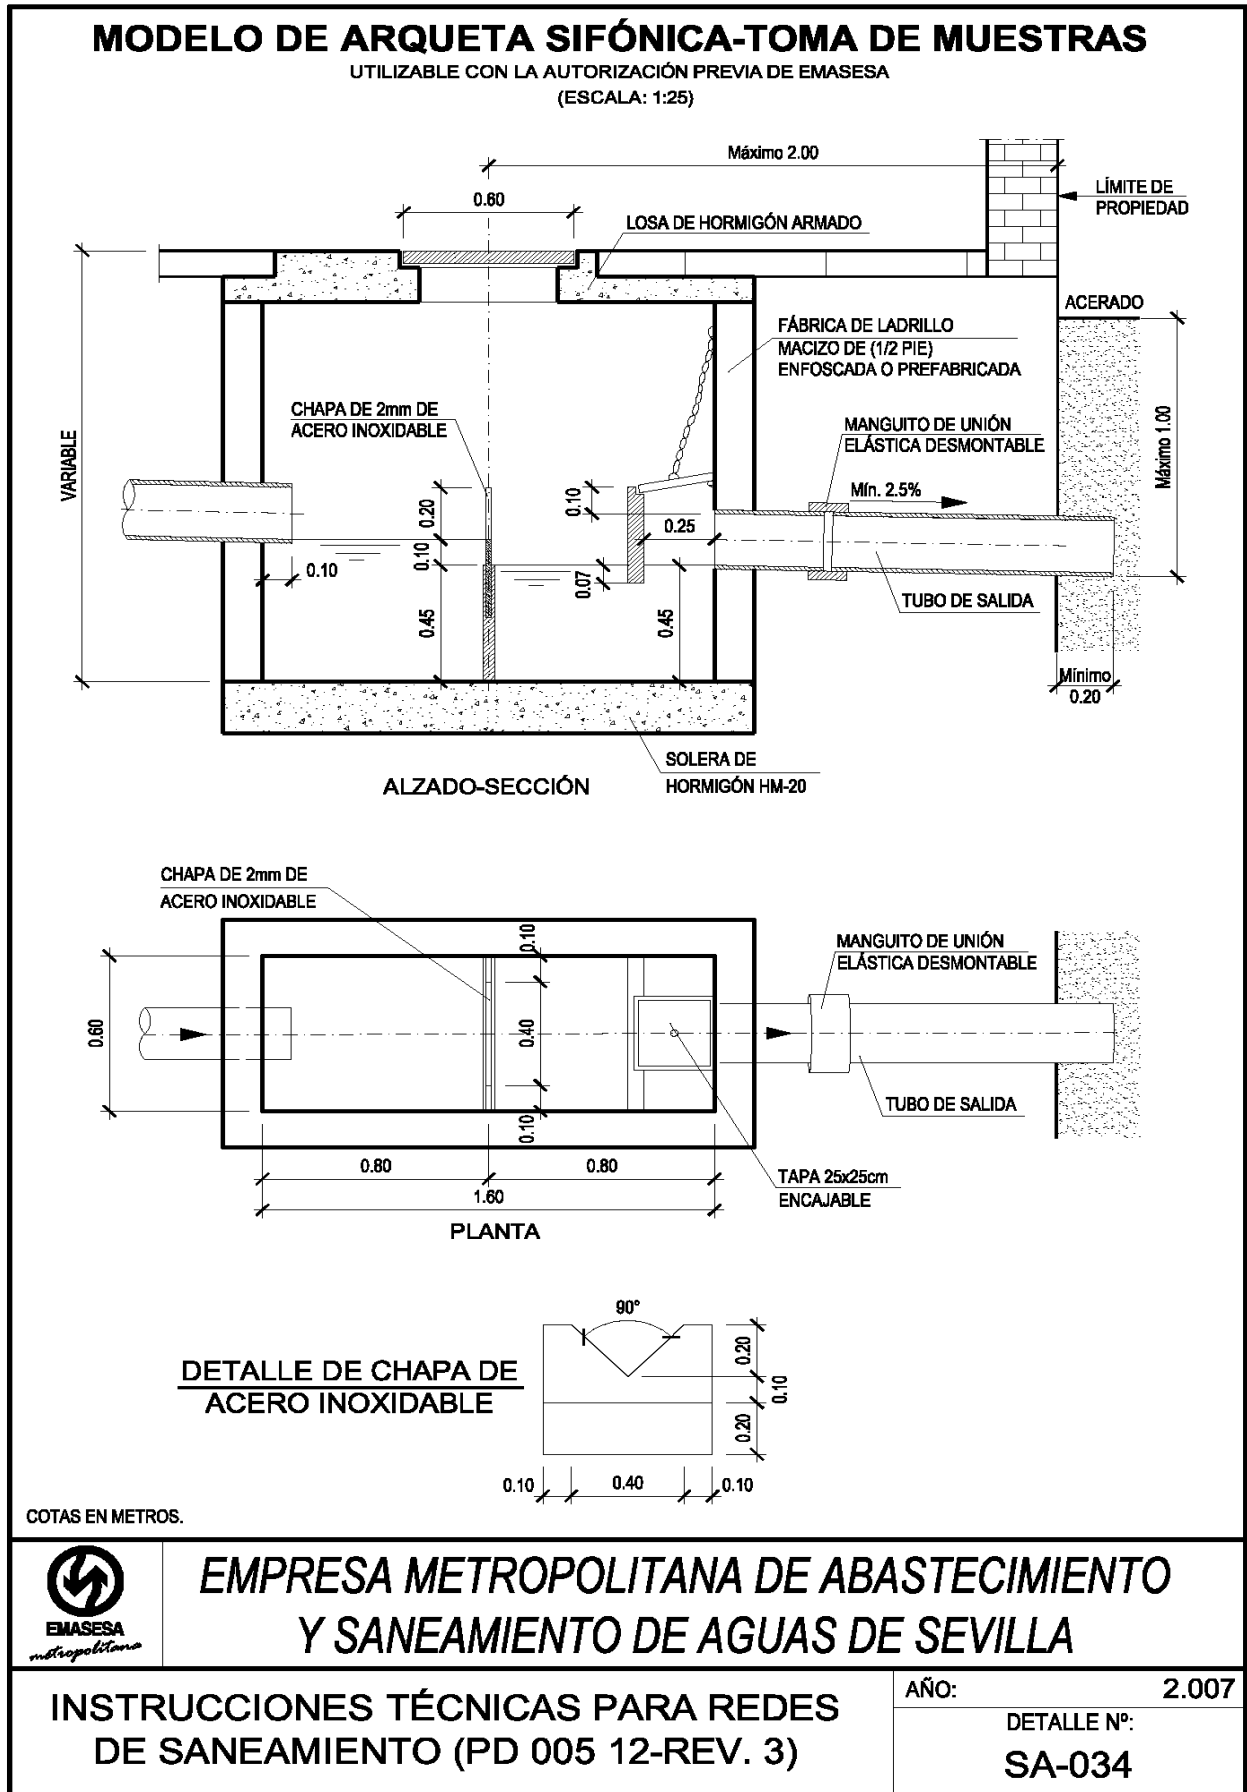 MODELO DE ARQUETA SIFÓNICA-TOMA DE MUESTRAS
UTILIZABLE CON LA AUTORIZACIÓN PREVIA DE EMASESA
(ESCALA: 1:25)
Máximo 2.00
0.60
LÍMITE DE
PROPIEDAD
LOSA DE HORMIGÓN ARMADO
ACERADO
FÁBRICA DE LADRILLO
MACIZO DE (1/2 PIE)
ENFOSCADA O PREFABRICADA
CHAPA DE 2mm DE
ACERO INOXIDABLE
MANGUITO DE UNIÓN
ELÁSTICA DESMONTABLE
VARIABLE
Máximo 1.00
Mín. 2.5%
0.20
0.10
0.25
0.10
0.10
0.07
0.45
0.45
TUBO DE SALIDA
Mínimo
0.20
SOLERA DE
HORMIGÓN HM-20
ALZADO-SECCIÓN
CHAPA DE 2mm DE
ACERO INOXIDABLE
0.10
MANGUITO DE UNIÓN
ELÁSTICA DESMONTABLE
0.60
0.40
TUBO DE SALIDA
0.10
0.80
0.80
TAPA 25x25cm
ENCAJABLE
1.60
PLANTA
90°
DETALLE DE CHAPA DE
ACERO INOXIDABLE
0.20
0.10
0.20
0.10
0.40
0.10
COTAS EN METROS.
EMASESA
metropolitana
EMPRESA METROPOLITANA DE ABASTECIMIENTO
Y SANEAMIENTO DE AGUAS DE SEVILLA
INSTRUCCIONES TÉCNICAS PARA REDES
DE SANEAMIENTO (PD 005 12-REV. 3)
AÑO: 2.007
DETALLE Nº:
SA-034